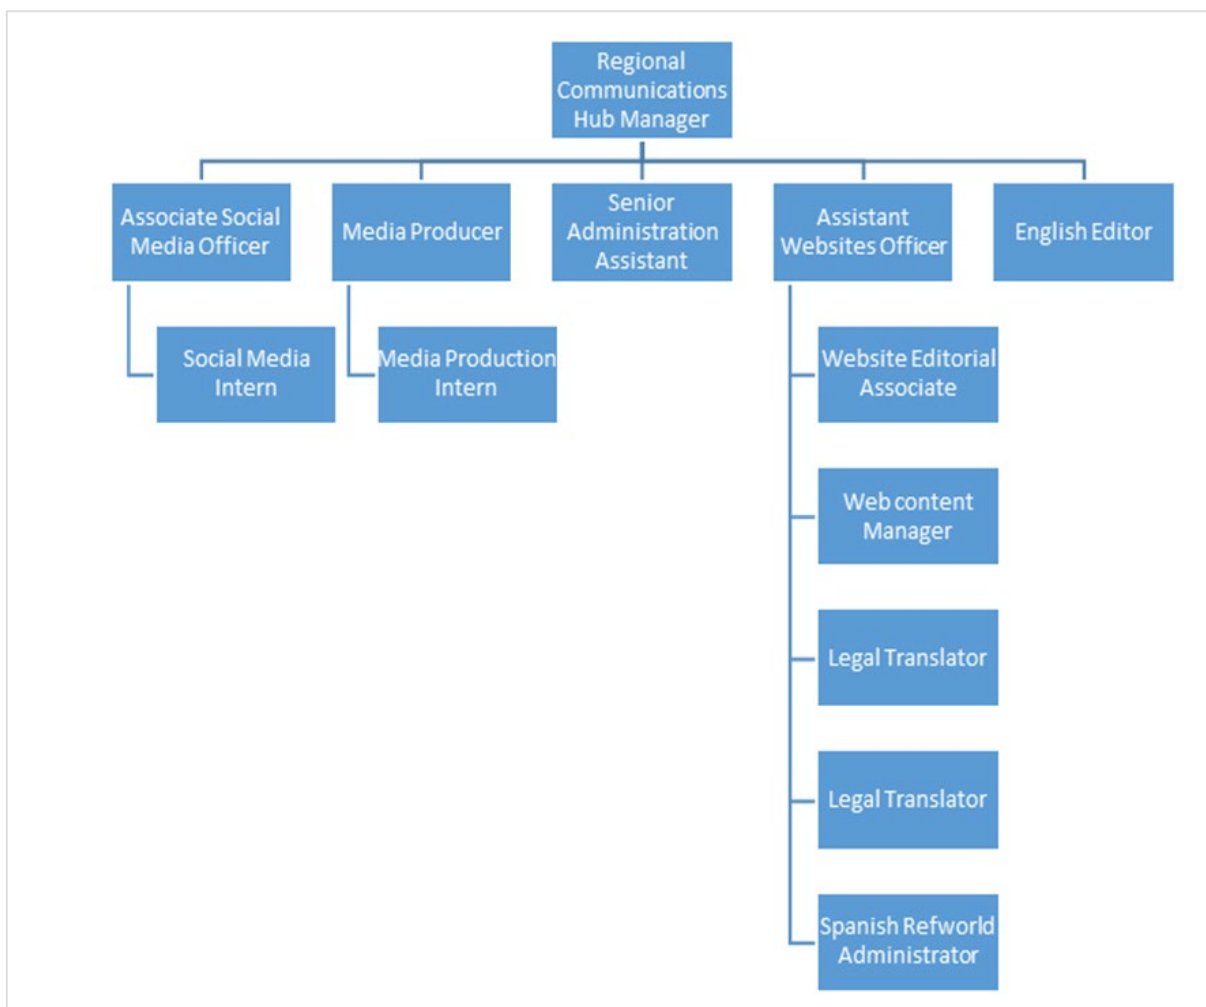 Regional
Communications
Hub Manager
Associate Social
Media Officer
Media Producer
Senior
Administration
Assistant
Assistant
Websites Officer
English Editor
Social Media
Intern
Media Production
Intern
Website Editorial
Associate
Web content
Manager
Legal Translator
Legal Translator
Spanish Refworld
Administrator